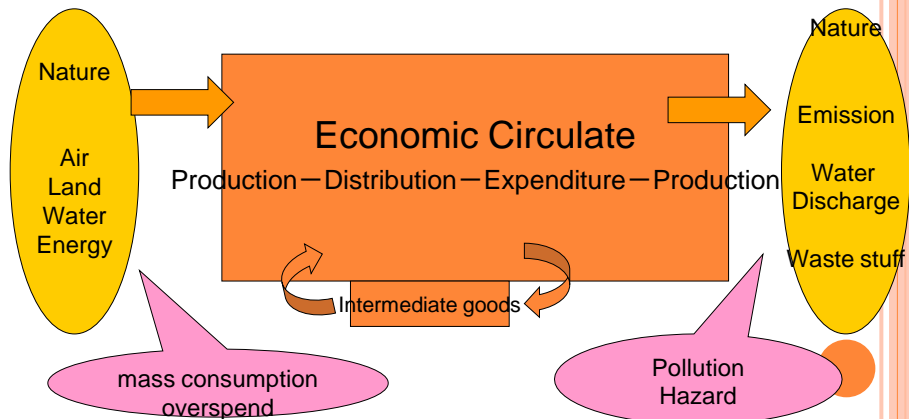 Nature
Air
Land
Water
Energy
Economic Circulate
Production－Distribution－Expenditure－Production
Intermediate goods
Nature
Emission
Water
Discharge
Waste stuff
mass consumption
overspend
Pollution
Hazard